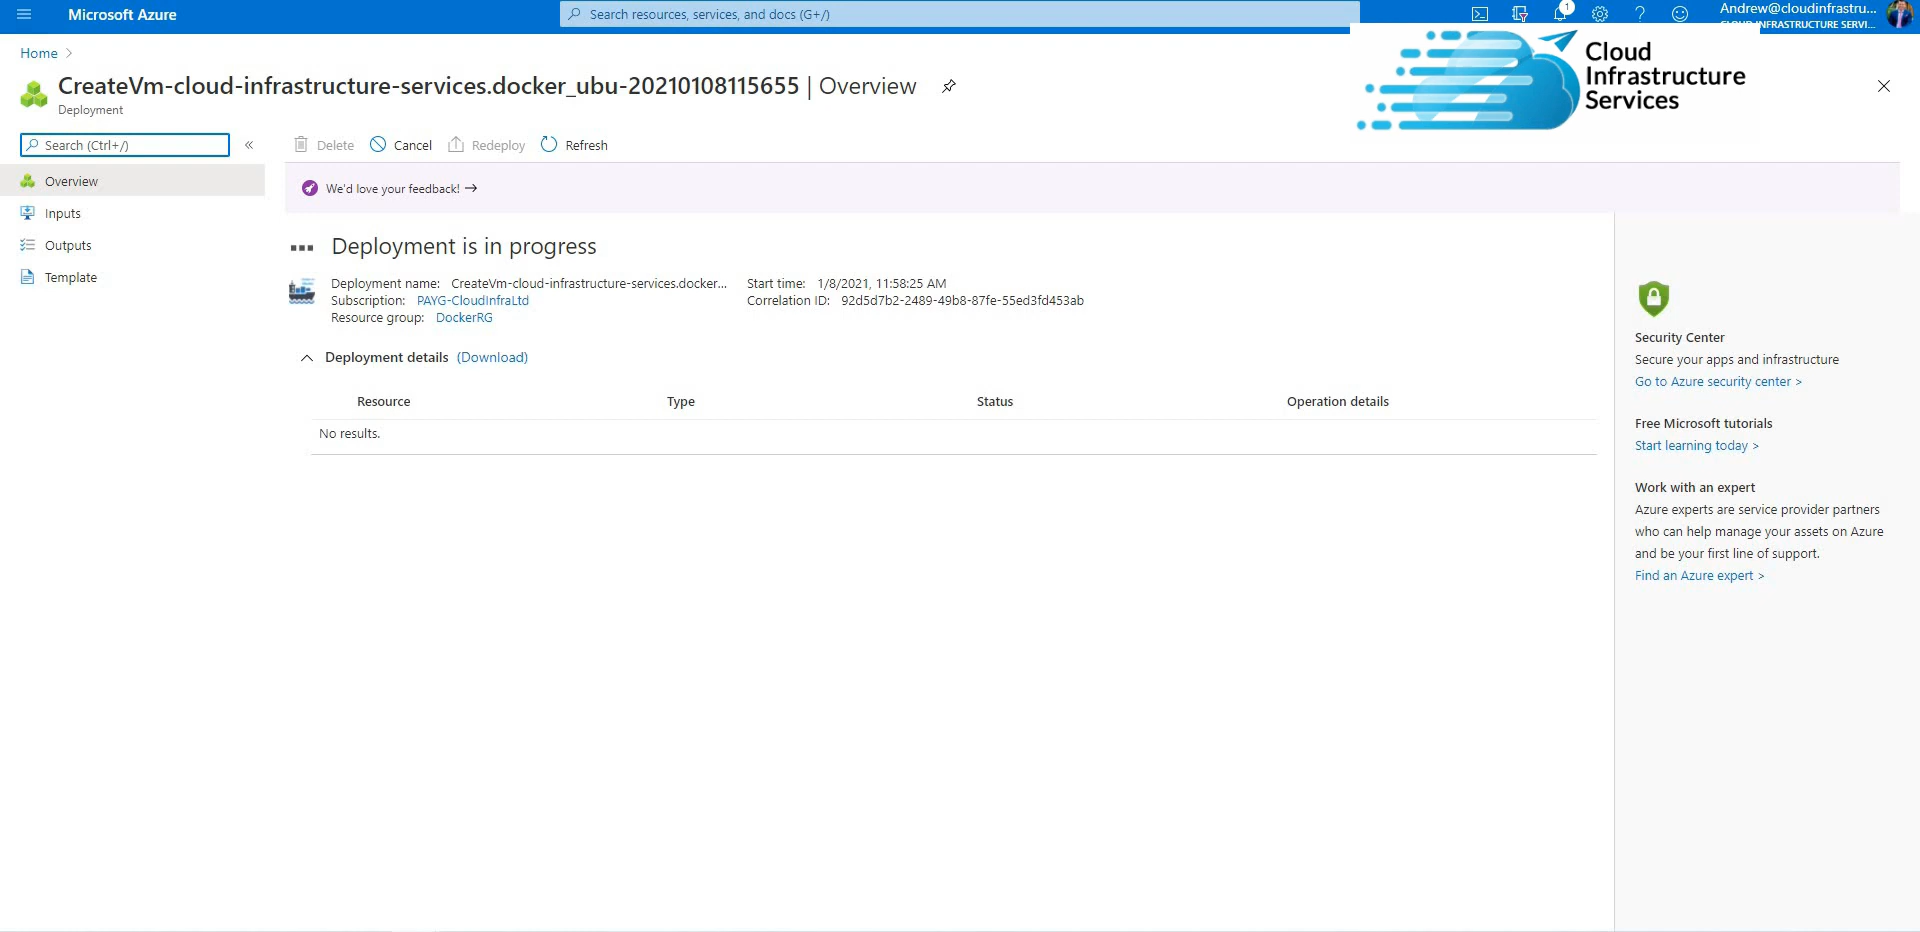 Microsoft Azure
Search resources, services, and docs (G+/)
1
Andrew@cloudinfrastru...
CLOUD INFRASTRUCTURE SERVI...
Home
CreateVm-cloud-infrastructure-services.docker_ubu-20210108115655 | Overview
Deployment
Cloud
Infrastructure
Services
Search (Ctrl+/)
«
Delete
Cancel
Redeploy
Refresh
Overview
Inputs
Outputs
Template
We'd love your feedback! →
Deployment is in progress
Deployment name: CreateVm-cloud-infrastructure-services.docker...
Subscription: PAYG-CloudInfraLtd
Resource group: DockerRG
Start time: 1/8/2021, 11:58:25 AM
Correlation ID: 92d5d7b2-2489-49b8-87fe-55ed3fd453ab
Deployment details (Download)
Resource Type Status Operation details
No results.
Security Center
Secure your apps and infrastructure
Go to Azure security center >
Free Microsoft tutorials
Start learning today >
Work with an expert
Azure experts are service provider partners
who can help manage your assets on Azure
and be your first line of support.
Find an Azure expert >